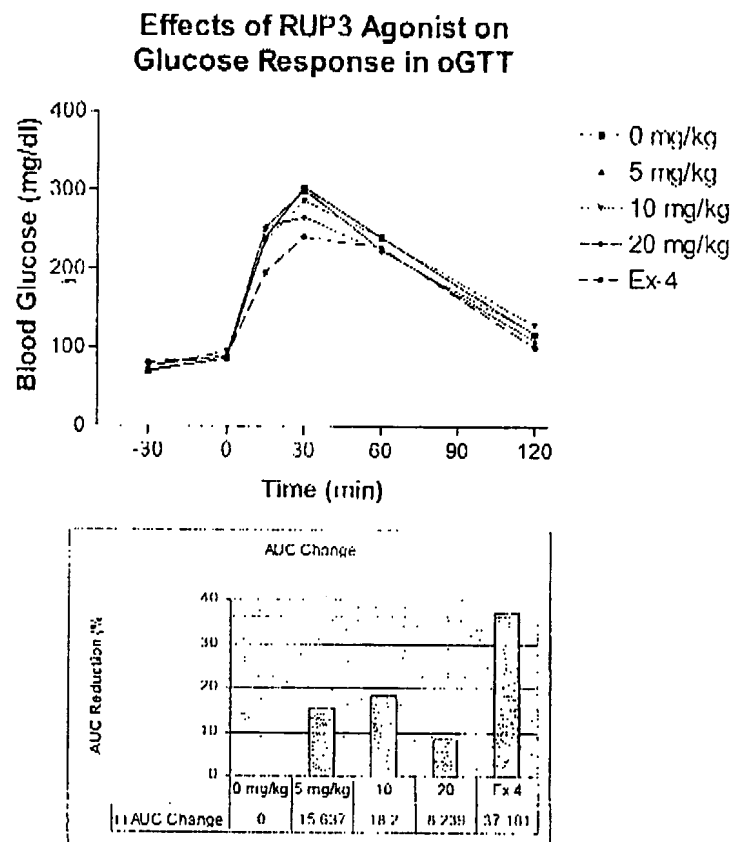 Effects of RUP3 Agonist on
Glucose Response in oGTT
Blood Glucose (mg/dl)
400
300
200
100
0
-30 0 30 60 90 120
Time (min)
0 mg/kg
5 mg/kg
10 mg/kg
20 mg/kg
Ex-4
AUC Change
AUC Reduction (%
40
30
20
10
0
0 mg/kg 5 mg/kg 10 20 Ex 4
AUC Change 0 15.637 18.2 8.239